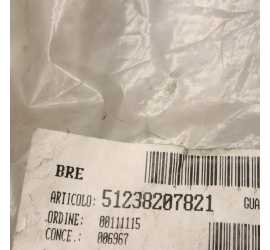 BRE
ARTICOLO: 51238207821 GUA
ORDINE: 00111115
CONCE.: 006967